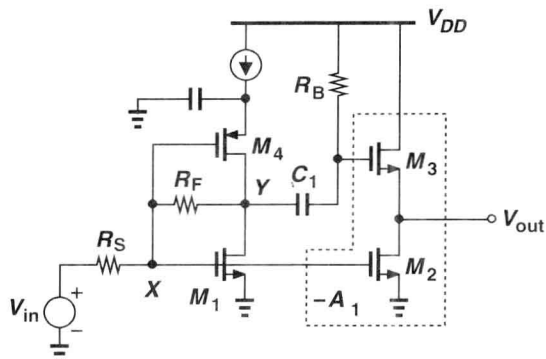 V_DD
R_B
M_4
M_3
R_F
Y
C_1
V_out
R_S
X
M_1
−A_1
M_2
V_in
+
−